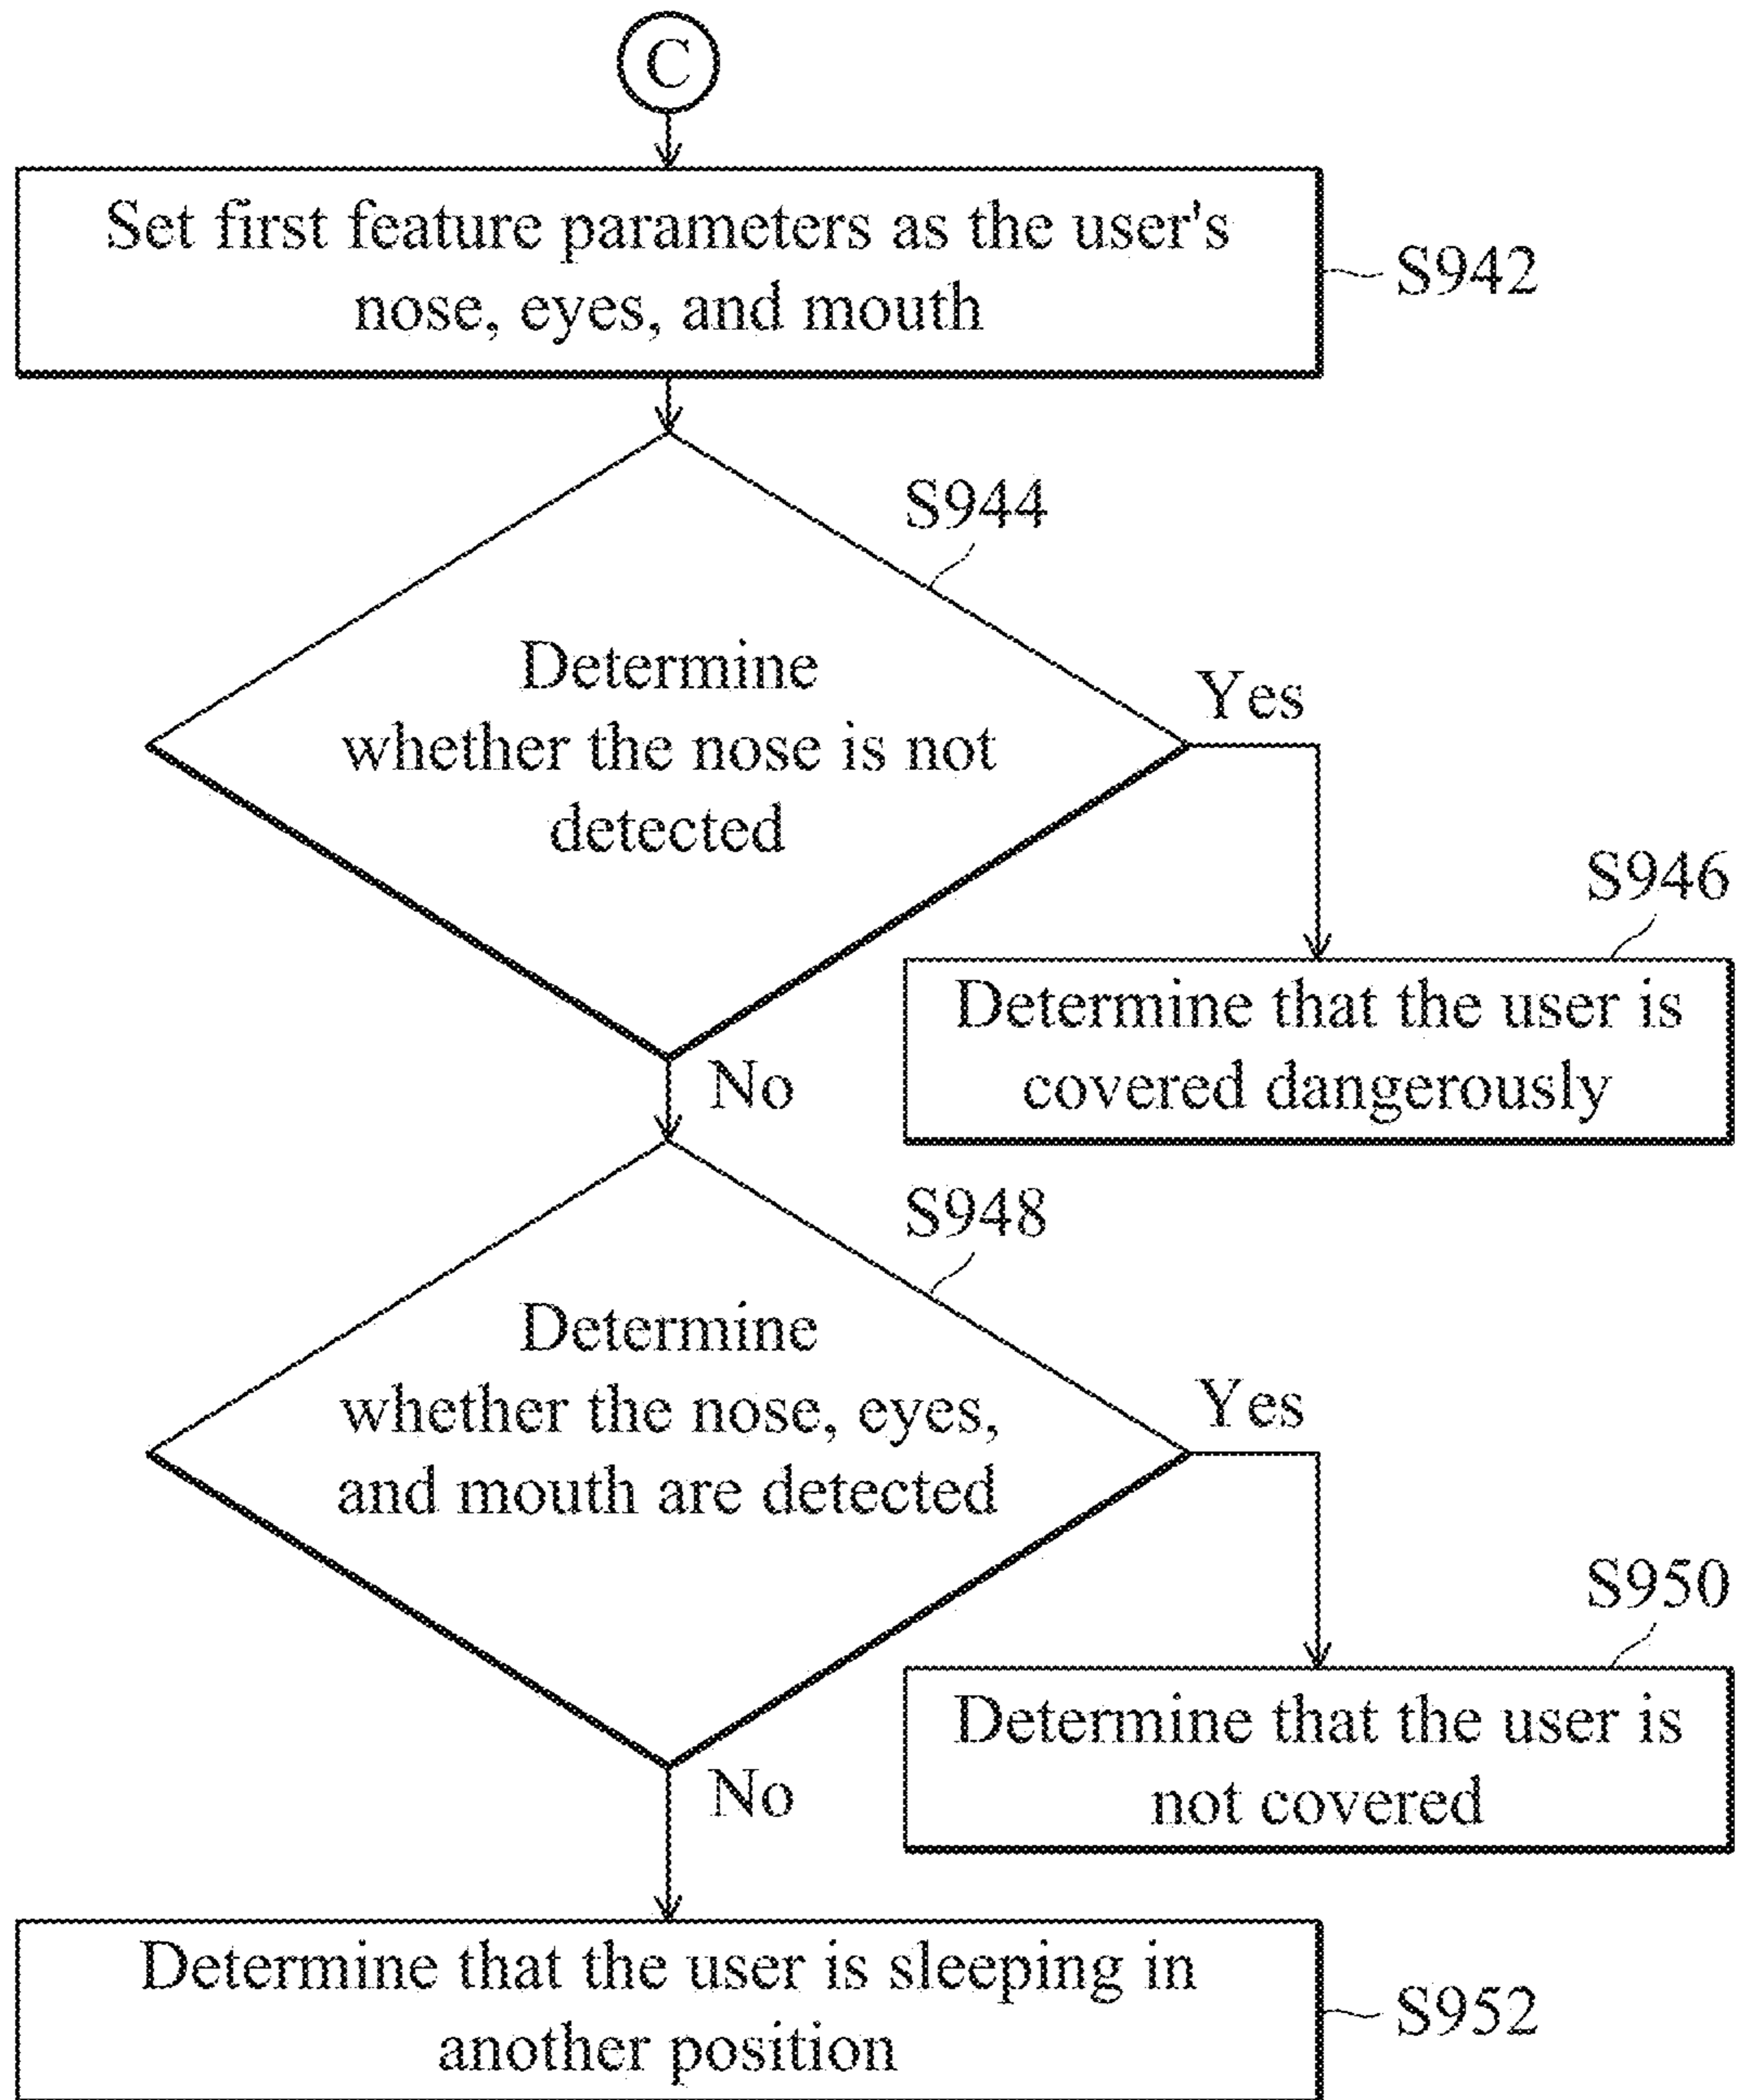 C
Set first feature parameters as the user's
nose, eyes, and mouth
S942
S944
Determine
whether the nose is not
detected
Yes
S946
Determine that the user is
covered dangerously
No
S948
Determine
whether the nose, eyes,
and mouth are detected
Yes
S950
Determine that the user is
not covered
No
Determine that the user is sleeping in
another position
S952